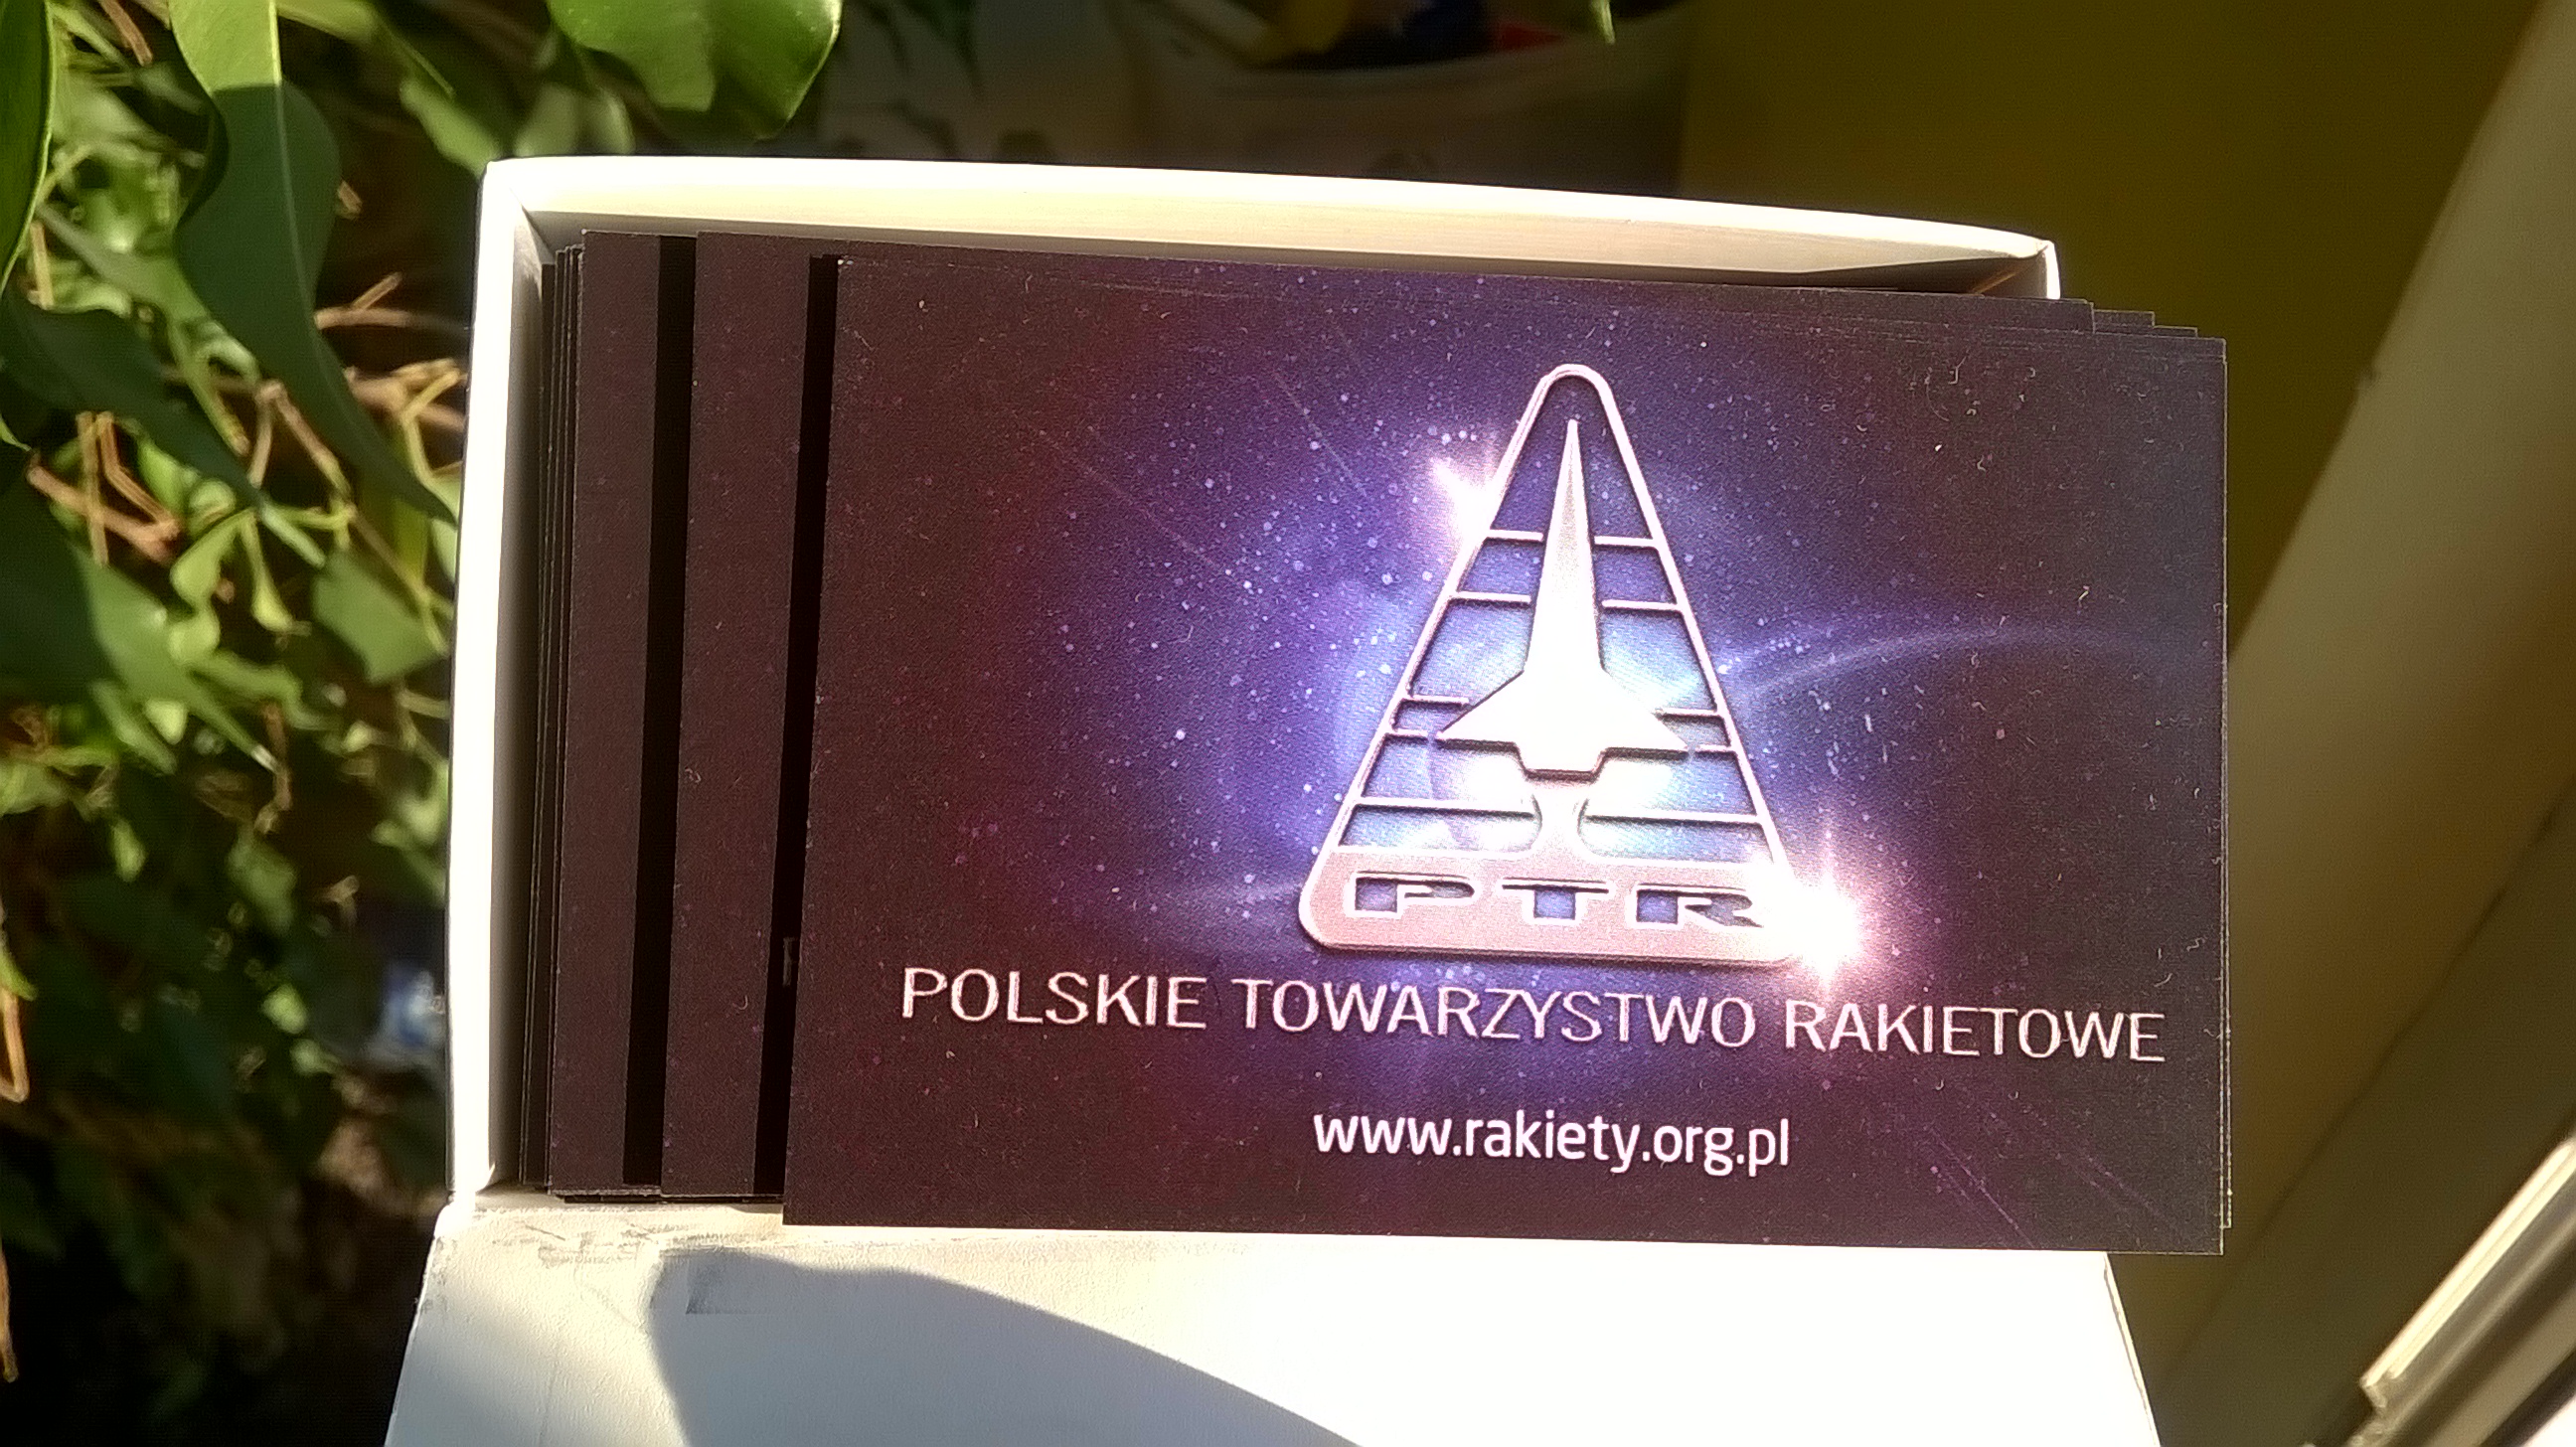 PTR
POLSKIE TOWARZYSTWO RAKIETOWE
www.rakiety.org.pl